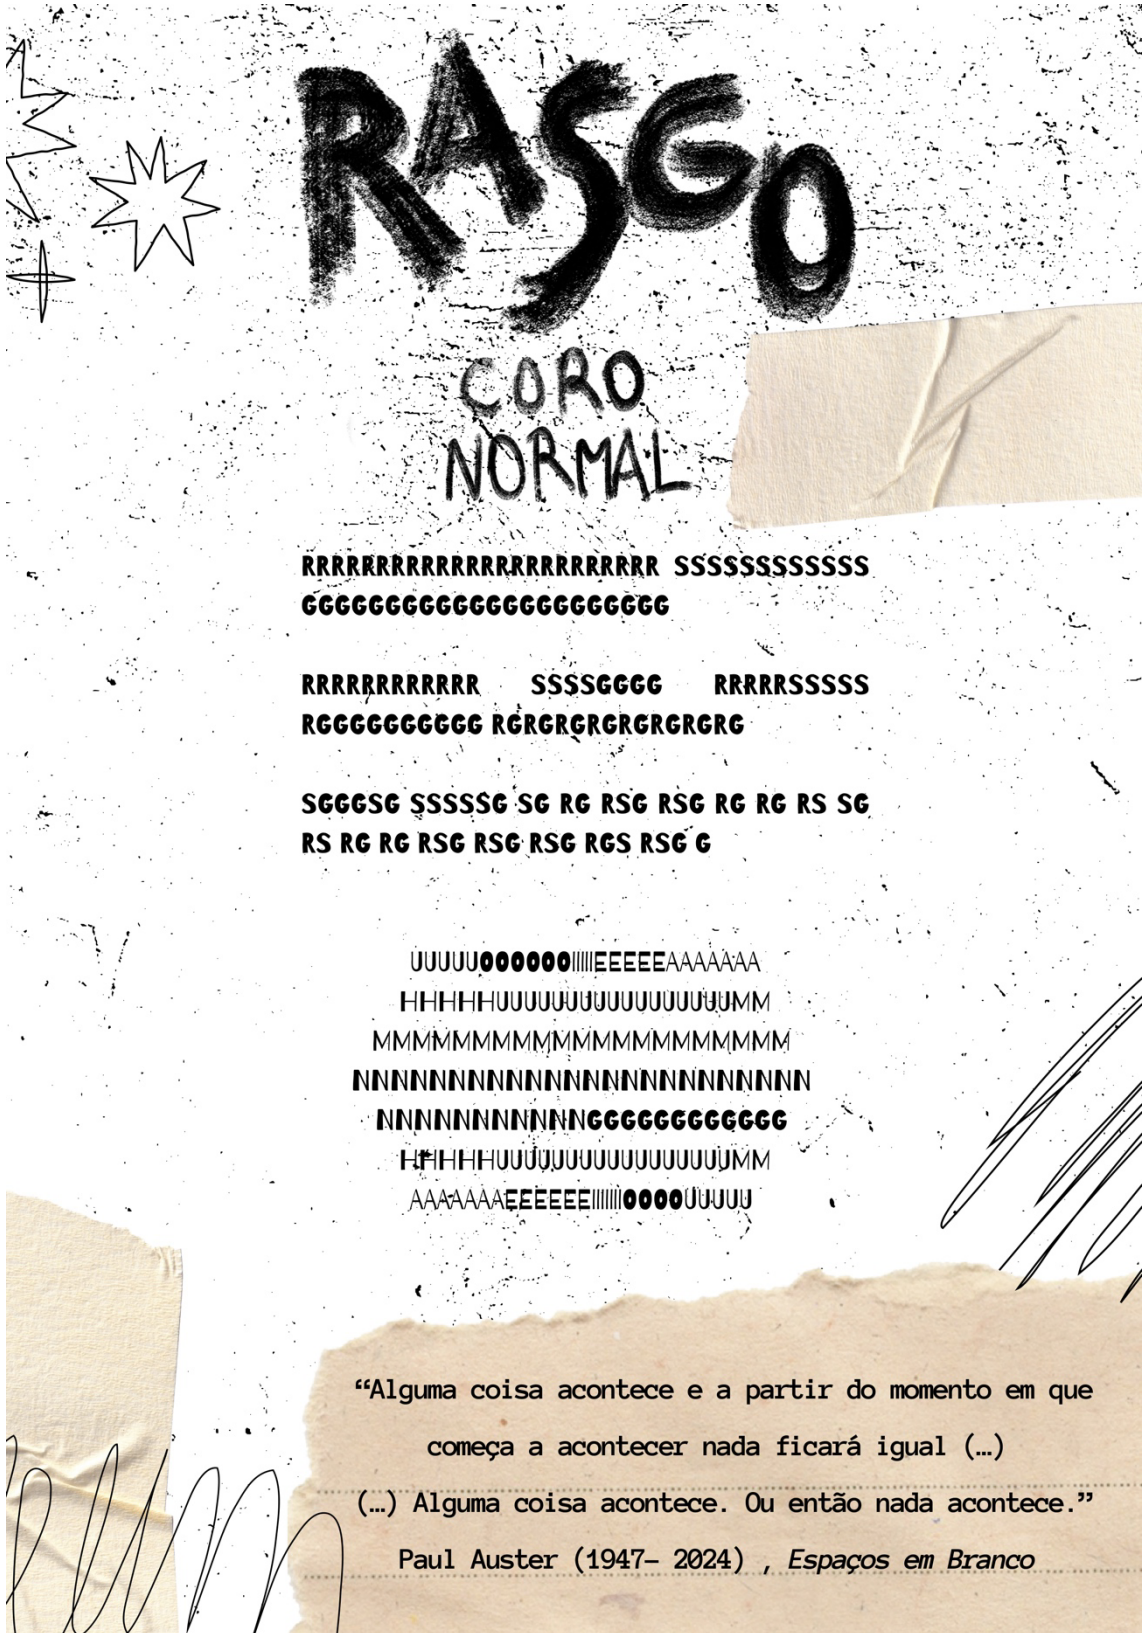 RASGO
CORO
NORMAL
RRRRRRRRRRRRRRRRRRRRRRRR SSSSSSSSSSSS
GGGGGGGGGGGGGGGGGGGGGG
RRRRRRRRRRRR SSSSGGGG RRRRRSSSSS
RGGGGGGGGGG RGRGRGRGRGRGRGRG
SGGGSG SSSSSG SG RG RSG RSG RG RG RS SG
RS RG RG RSG RSG RSG RGS RSG G
UUUUUOOOOOOIIIIIEEEEEAAAAAAA
HHHHHUUUUUUUUUUUUUUUUUMM
MMMMMMMMMMMMMMMMMMMMM
NNNNNNNNNNNNNNNNNNNNNNNN
NNNNNNNNNNNGGGGGGGGGGGG
HHHHHUUUUUUUUUUUUUUUUUMM
AAAAAAAEEEEEEIIIIIIIOOOOUUUUU
“Alguma coisa acontece e a partir do momento em que
começa a acontecer nada ficará igual (…)
(…) Alguma coisa acontece. Ou então nada acontece.”
Paul Auster (1947– 2024) , Espaços em Branco